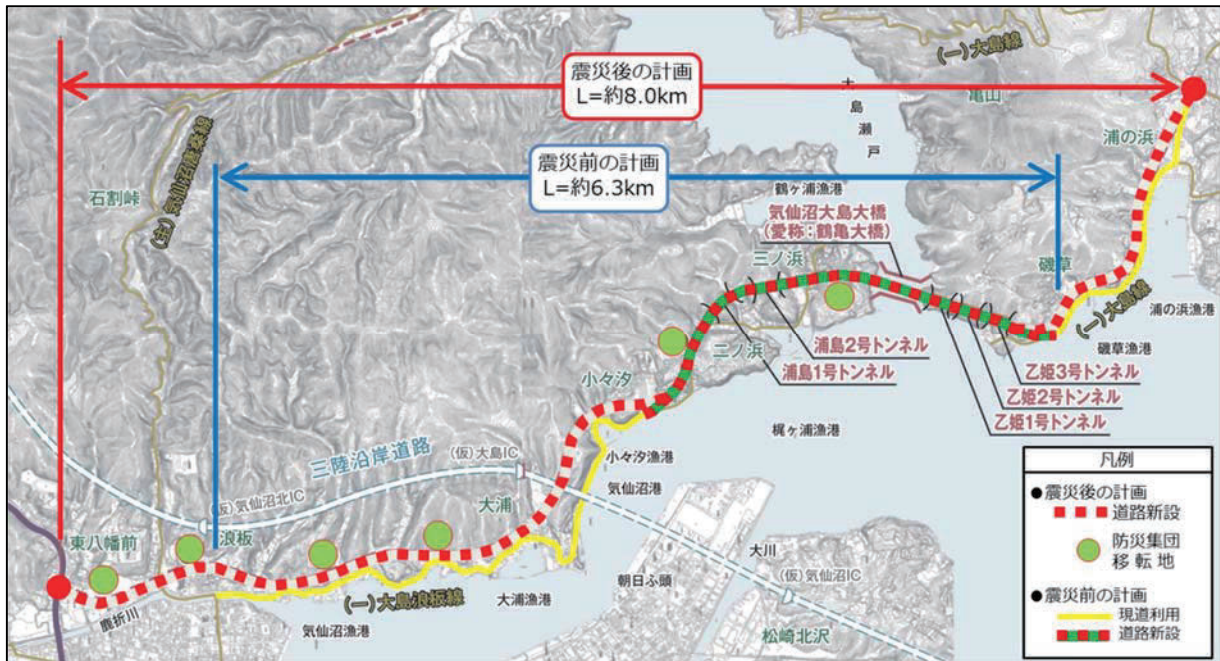 震災後の計画
L=約8.0km
(一)大島線
亀山
大島瀬戸
浦の浜
震災前の計画
L=約6.3km
石割峠
(主)気仙沼唐桑線
鶴ヶ浦漁港
気仙沼大島大橋
(愛称:鶴亀大橋)
三ノ浜
磯草
(一)大島線
浦の浜漁港
磯草漁港
浦島2号トンネル
浦島1号トンネル
二ノ浜
乙姫3号トンネル
乙姫2号トンネル
乙姫1号トンネル
小々汐
梶ヶ浦漁港
三陸沿岸道路
(仮)大島IC
小々汐漁港
気仙沼港
(仮)気仙沼北IC
大浦
東八幡前
浪板
大川
(仮)気仙沼IC
朝日ふ頭
(一)大島浪板線
大浦漁港
鹿折川
気仙沼漁港
松崎北沢
凡例
●震災後の計画
道路新設
防災集団
移転地
●震災前の計画
現道利用
道路新設